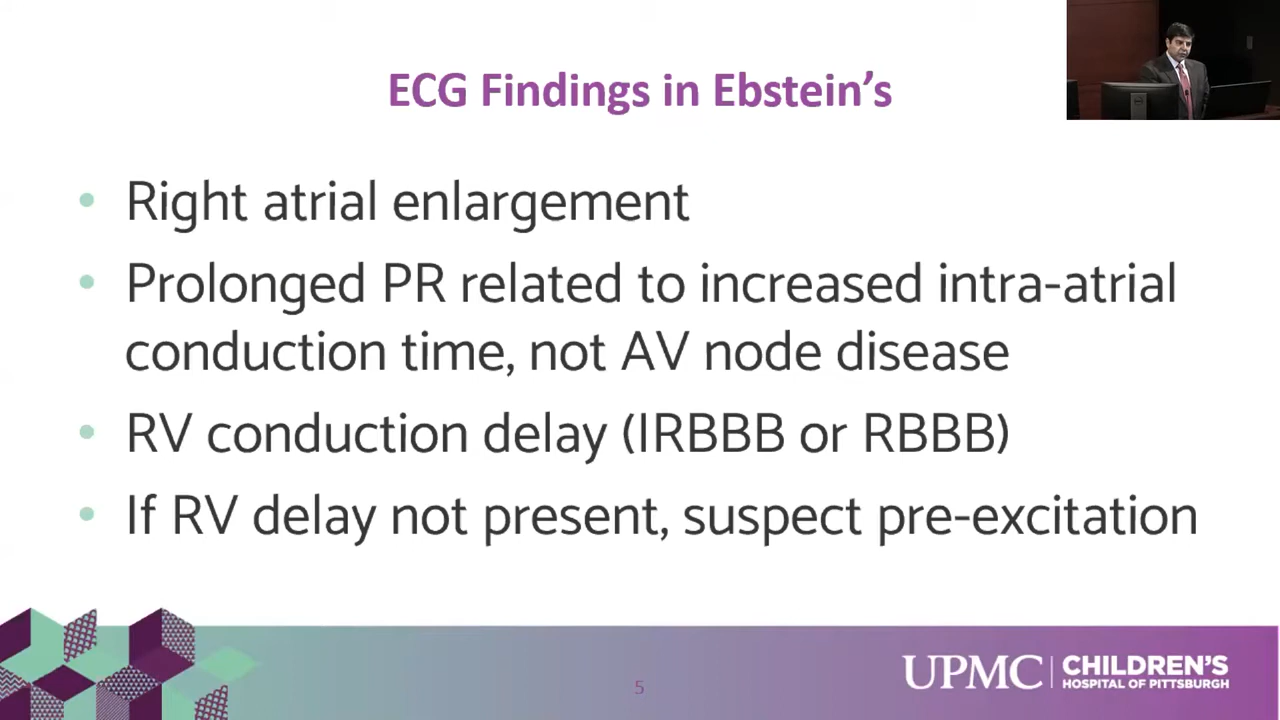 ECG Findings in Ebstein's
• Right atrial enlargement
• Prolonged PR related to increased intra-atrial
conduction time, not AV node disease
• RV conduction delay (IRBBB or RBBB)
• If RV delay not present, suspect pre-excitation
5
UPMC | CHILDREN'S
HOSPITAL OF PITTSBURGH